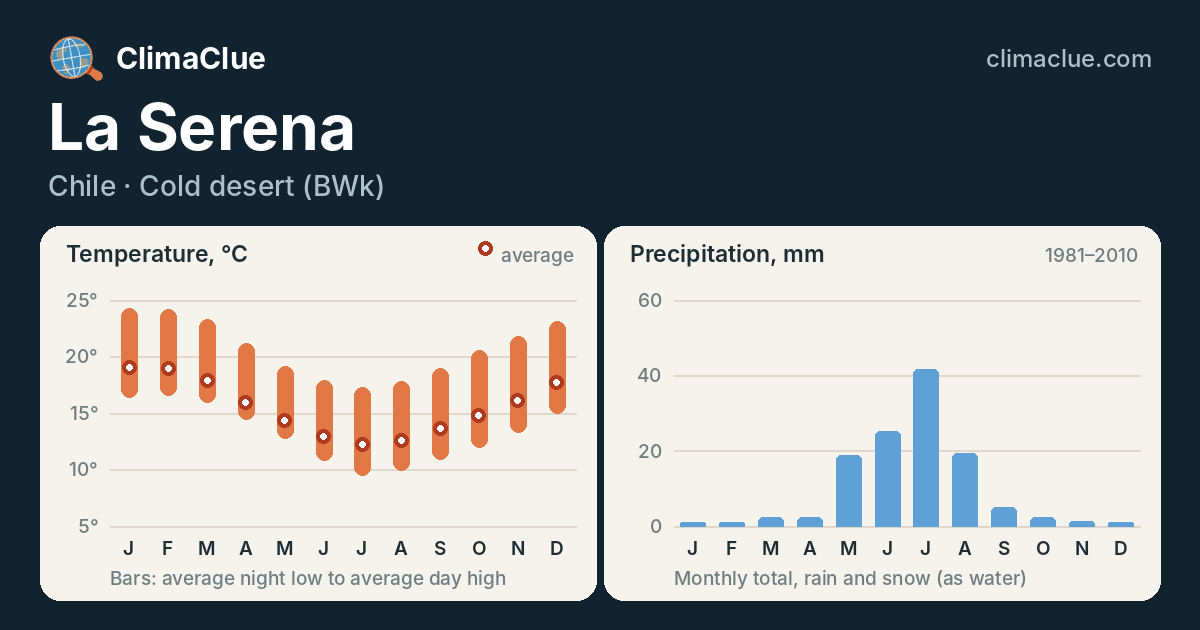 ClimaClue
climaclue.com
La Serena
Chile · Cold desert (BWk)
Temperature, °C
average
25°
20°
15°
10°
5°
J F M A M J J A S O N D
Bars: average night low to average day high
Precipitation, mm
1981–2010
60
40
20
0
J F M A M J J A S O N D
Monthly total, rain and snow (as water)